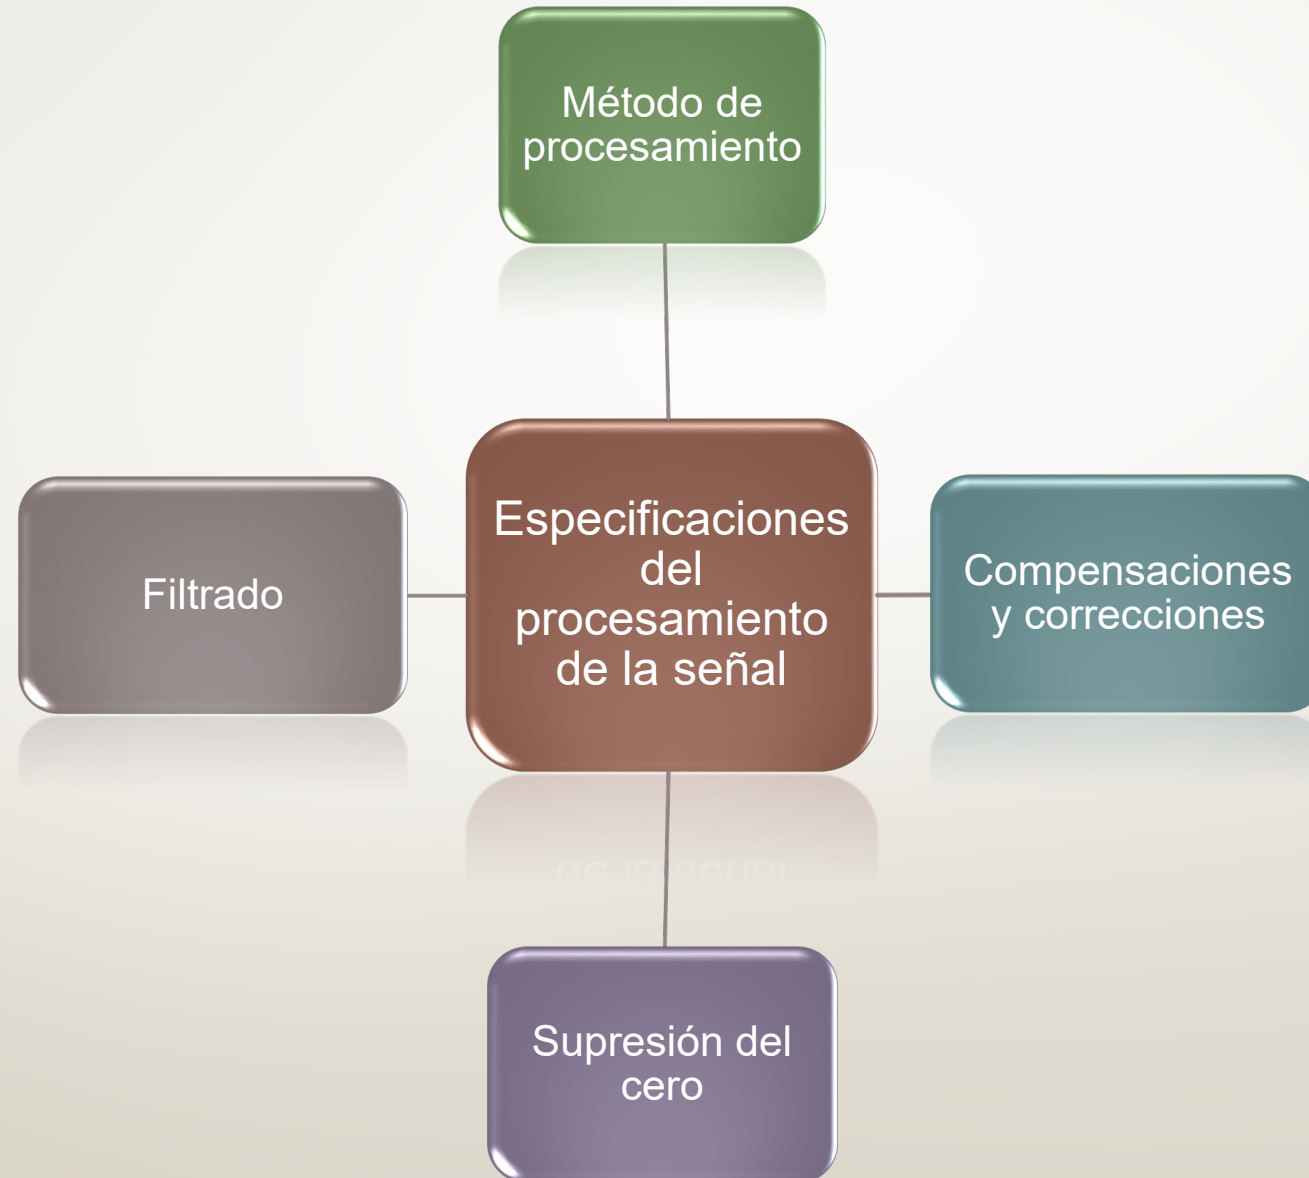 Método de
procesamiento
Especificaciones
del
procesamiento
de la señal
Filtrado
Compensaciones
y correcciones
Supresión del
cero